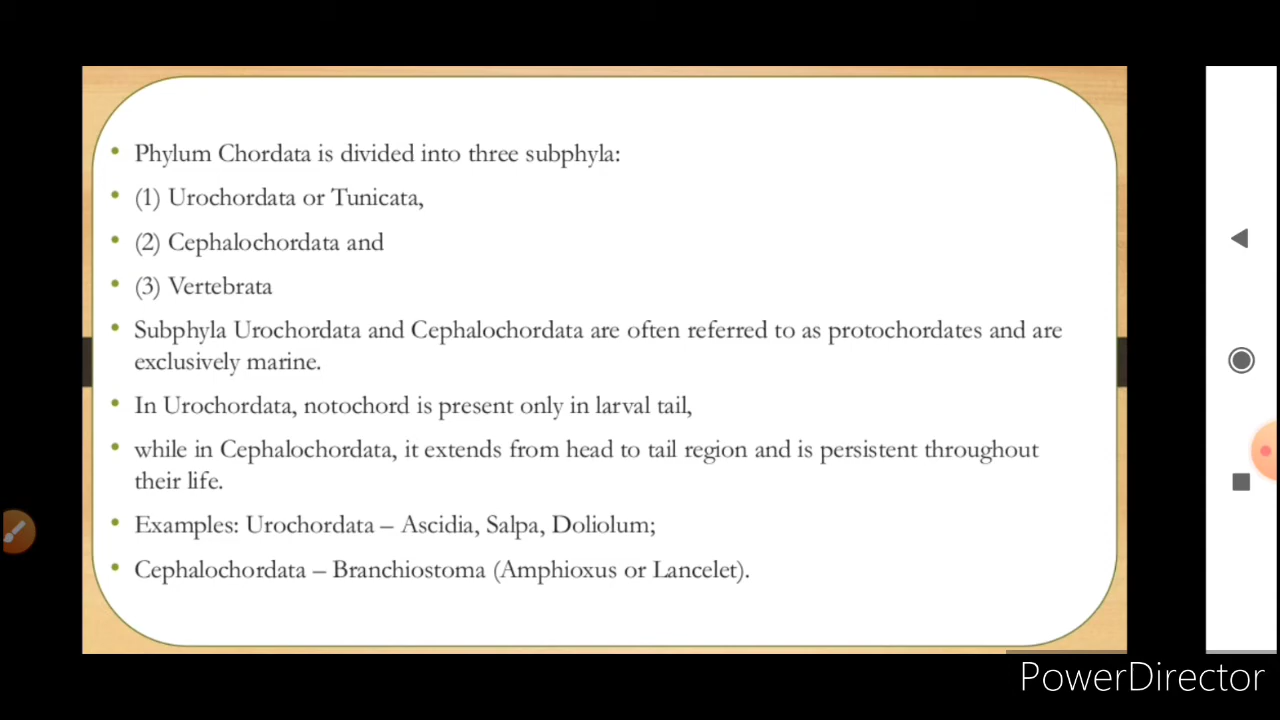 • Phylum Chordata is divided into three subphyla:
• (1) Urochordata or Tunicata,
• (2) Cephalochordata and
• (3) Vertebrata
• Subphyla Urochordata and Cephalochordata are often referred to as protochordates and are
exclusively marine.
• In Urochordata, notochord is present only in larval tail,
• while in Cephalochordata, it extends from head to tail region and is persistent throughout
their life.
• Examples: Urochordata – Ascidia, Salpa, Doliolum;
• Cephalochordata – Branchiostoma (Amphioxus or Lancelet).
PowerDirector